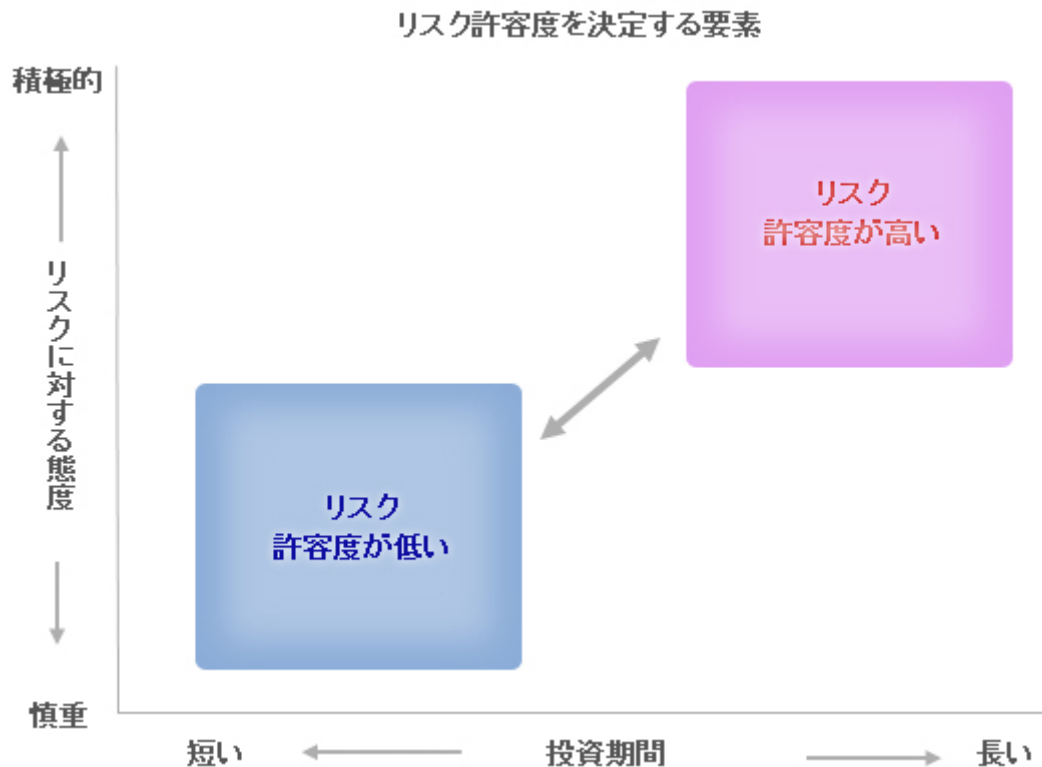 リスク許容度を決定する要素
積極的
リスクに対する態度
慎重
リスク
許容度が高い
リスク
許容度が低い
短い
投資期間
長い